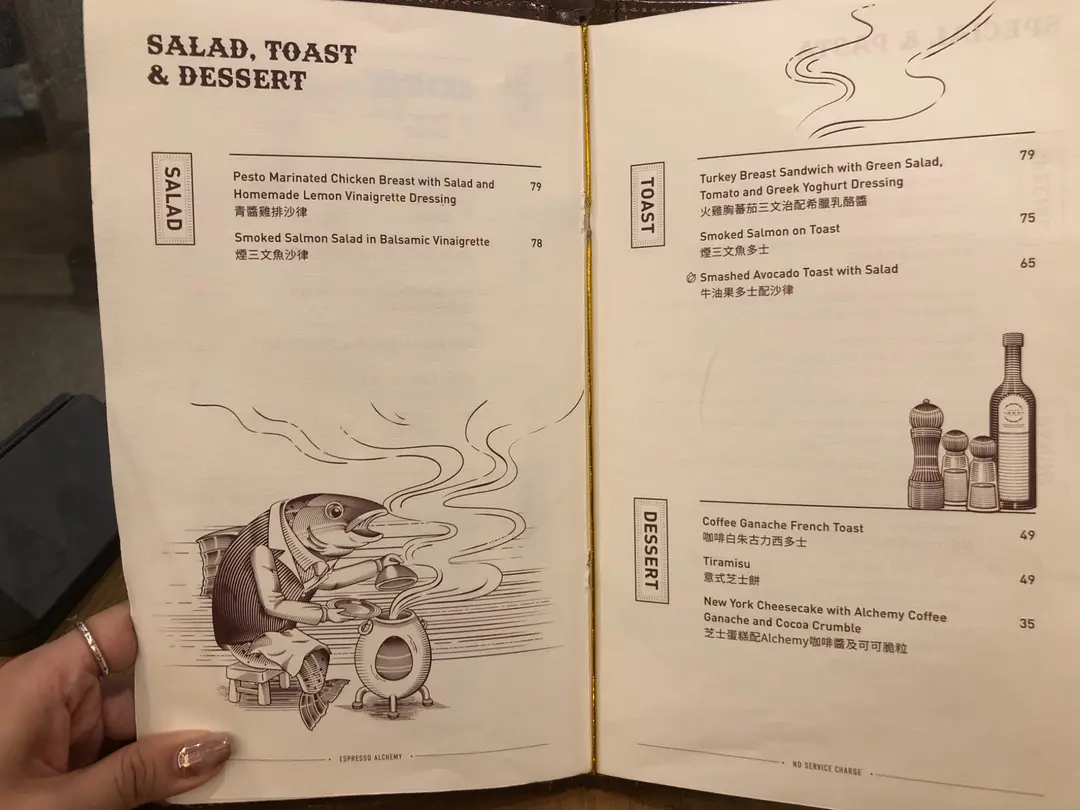 SALAD, TOAST
& DESSERT
SALAD
Pesto Marinated Chicken Breast with Salad and 79
Homemade Lemon Vinaigrette Dressing
青醬雞排沙律
Smoked Salmon Salad in Balsamic Vinaigrette 78
煙三文魚沙律
ESPRESSO ALCHEMY
TOAST
Turkey Breast Sandwich with Green Salad, 79
Tomato and Greek Yoghurt Dressing
火雞胸蕃茄三文治配希臘乳酪醬
Smoked Salmon on Toast 75
煙三文魚多士
Smashed Avocado Toast with Salad 65
牛油果多士配沙律
DESSERT
Coffee Ganache French Toast 49
咖啡白朱古力西多士
Tiramisu 49
意式芝士餅
New York Cheesecake with Alchemy Coffee 35
Ganache and Cocoa Crumble
芝士蛋糕配Alchemy咖啡醬及可可脆粒
NO SERVICE CHARGE